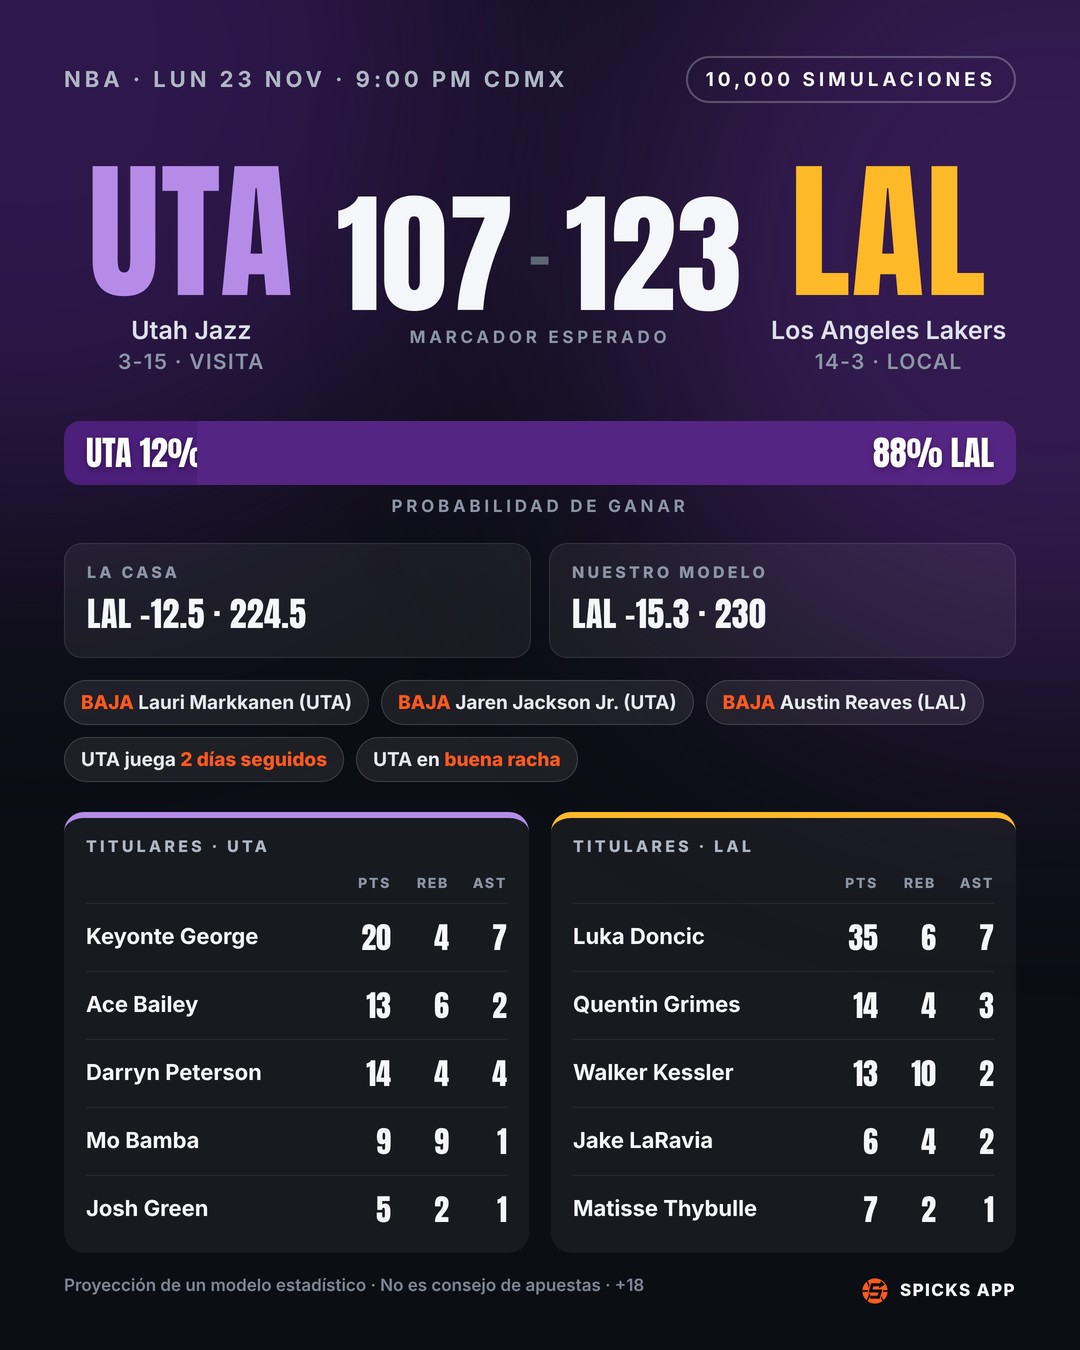 NBA · LUN 23 NOV · 9:00 PM CDMX
10,000 SIMULACIONES
UTA
107 - 123
LAL
Utah Jazz
3-15 · VISITA
MARCADOR ESPERADO
Los Angeles Lakers
14-3 · LOCAL
UTA 12%
88% LAL
PROBABILIDAD DE GANAR
LA CASA
LAL -12.5 · 224.5
NUESTRO MODELO
LAL -15.3 · 230
BAJA Lauri Markkanen (UTA)
BAJA Jaren Jackson Jr. (UTA)
BAJA Austin Reaves (LAL)
UTA juega 2 días seguidos
UTA en buena racha
TITULARES · UTA
PTS REB AST
Keyonte George 20 4 7
Ace Bailey 13 6 2
Darryn Peterson 14 4 4
Mo Bamba 9 9 1
Josh Green 5 2 1
TITULARES · LAL
PTS REB AST
Luka Doncic 35 6 7
Quentin Grimes 14 4 3
Walker Kessler 13 10 2
Jake LaRavia 6 4 2
Matisse Thybulle 7 2 1
Proyección de un modelo estadístico · No es consejo de apuestas · +18
SPICKS APP